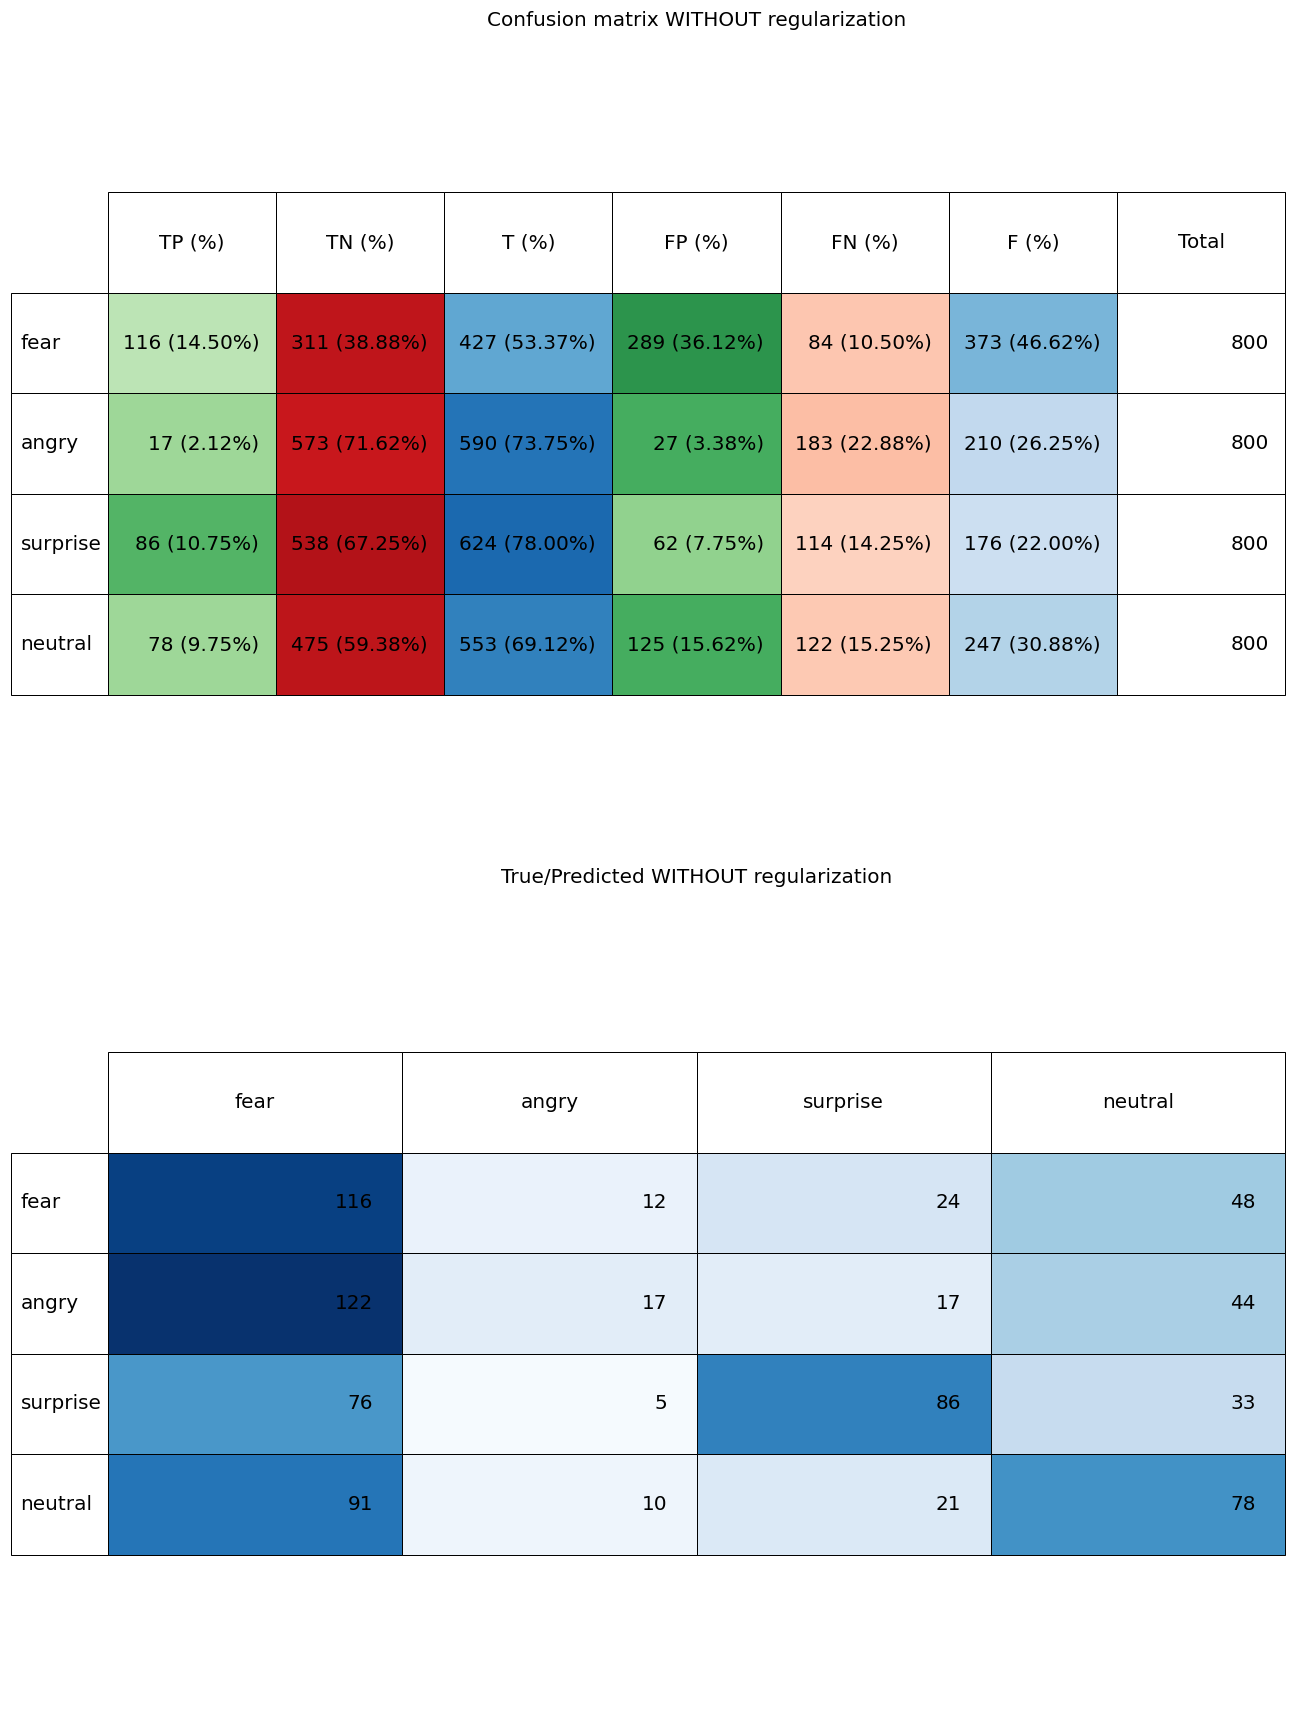 Confusion matrix WITHOUT regularization
TP (%) TN (%) T (%) FP (%) FN (%) F (%) Total
fear 116 (14.50%) 311 (38.88%) 427 (53.37%) 289 (36.12%) 84 (10.50%) 373 (46.62%) 800
angry 17 (2.12%) 573 (71.62%) 590 (73.75%) 27 (3.38%) 183 (22.88%) 210 (26.25%) 800
surprise 86 (10.75%) 538 (67.25%) 624 (78.00%) 62 (7.75%) 114 (14.25%) 176 (22.00%) 800
neutral 78 (9.75%) 475 (59.38%) 553 (69.12%) 125 (15.62%) 122 (15.25%) 247 (30.88%) 800
True/Predicted WITHOUT regularization
fear angry surprise neutral
fear 116 12 24 48
angry 122 17 17 44
surprise 76 5 86 33
neutral 91 10 21 78